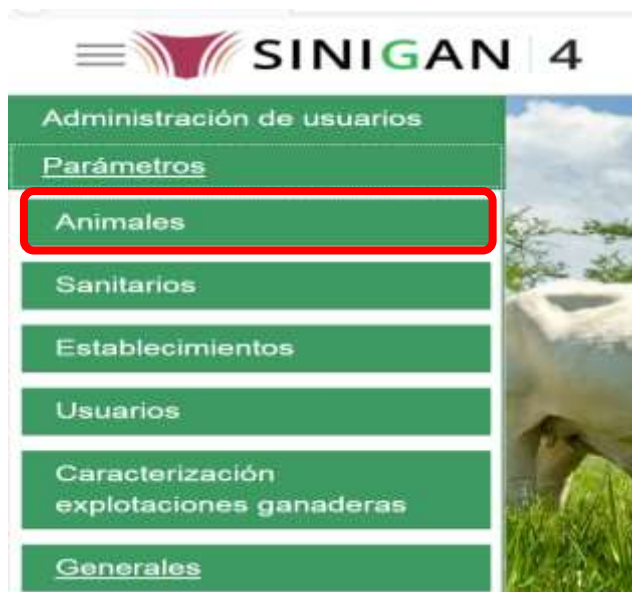 SINIGAN 4
Administración de usuarios
Parámetros
Animales
Sanitarios
Establecimientos
Usuarios
Caracterización
explotaciones ganaderas
Generales